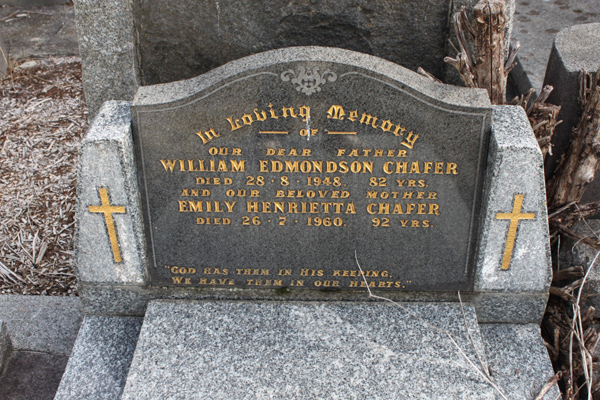 In Loving Memory
OF
OUR DEAR FATHER
WILLIAM EDMONDSON CHAFER
DIED 28·8·1948. 82 YRS.
AND OUR BELOVED MOTHER
EMILY HENRIETTA CHAFER
DIED 26·7·1960. 92 YRS.
"GOD HAS THEM IN HIS KEEPING,
WE HAVE THEM IN OUR HEARTS."